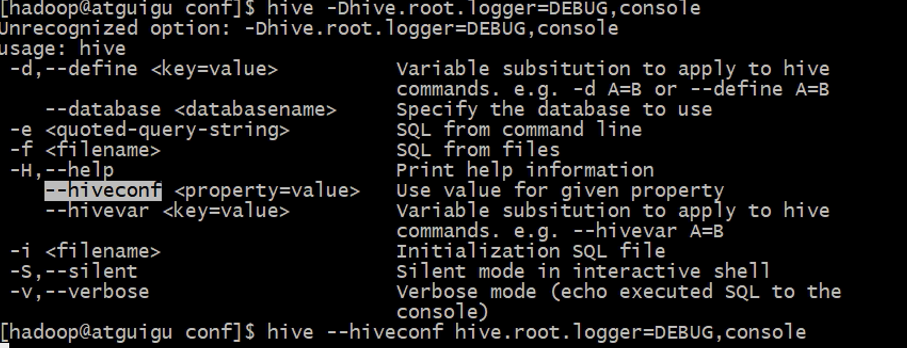 [hadoop@atguigu conf]$ hive -Dhive.root.logger=DEBUG,console
Unrecognized option: -Dhive.root.logger=DEBUG,console
usage: hive
 -d,--define <key=value>          Variable subsitution to apply to hive
                                  commands. e.g. -d A=B or --define A=B
    --database <databasename>     Specify the database to use
 -e <quoted-query-string>         SQL from command line
 -f <filename>                    SQL from files
 -H,--help                        Print help information
    --hiveconf <property=value>   Use value for given property
    --hivevar <key=value>         Variable subsitution to apply to hive
                                  commands. e.g. --hivevar A=B
 -i <filename>                    Initialization SQL file
 -S,--silent                      Silent mode in interactive shell
 -v,--verbose                     Verbose mode (echo executed SQL to the
                                  console)
[hadoop@atguigu conf]$ hive --hiveconf hive.root.logger=DEBUG,console